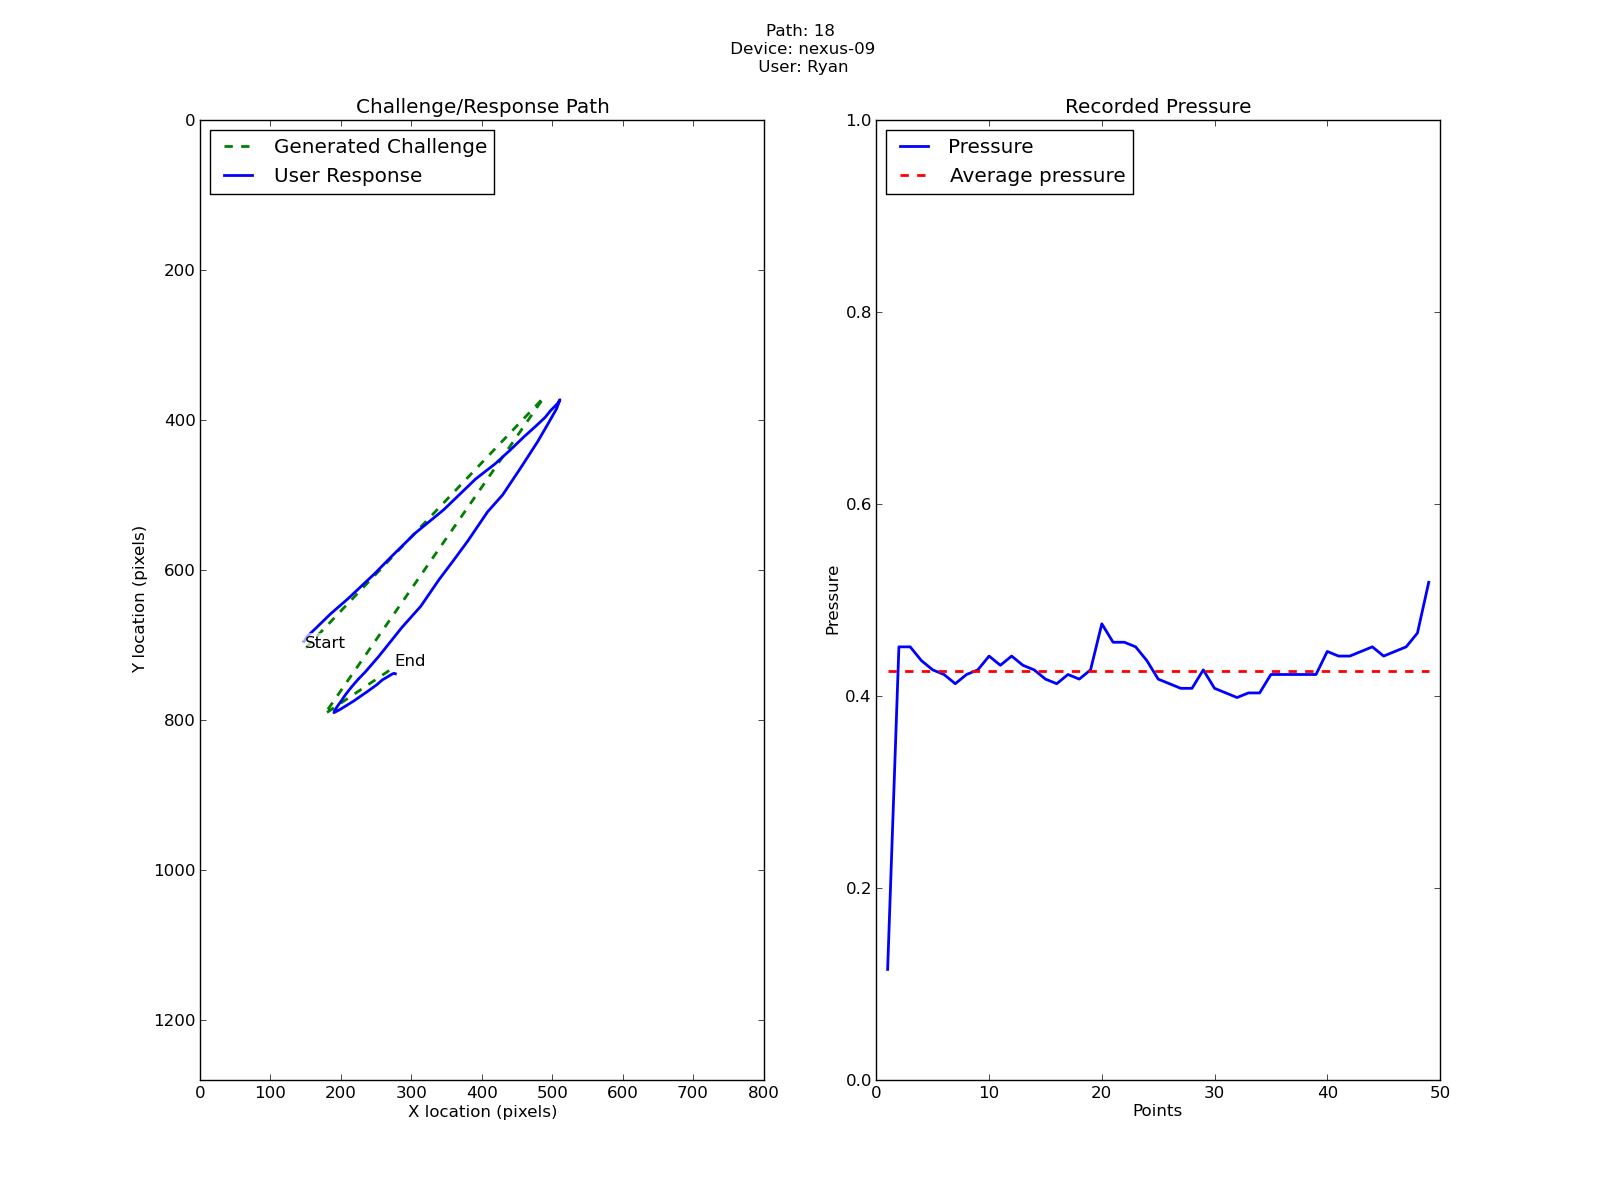 Path: 18
Device: nexus-09
User: Ryan
Challenge/Response Path
Generated Challenge
User Response
0
200
400
600
800
1000
1200
Y location (pixels)
Start
End
0 100 200 300 400 500 600 700 800
X location (pixels)
Recorded Pressure
Pressure
Average pressure
1.0
0.8
0.6
0.4
0.2
0.0
Pressure
0 10 20 30 40 50
Points